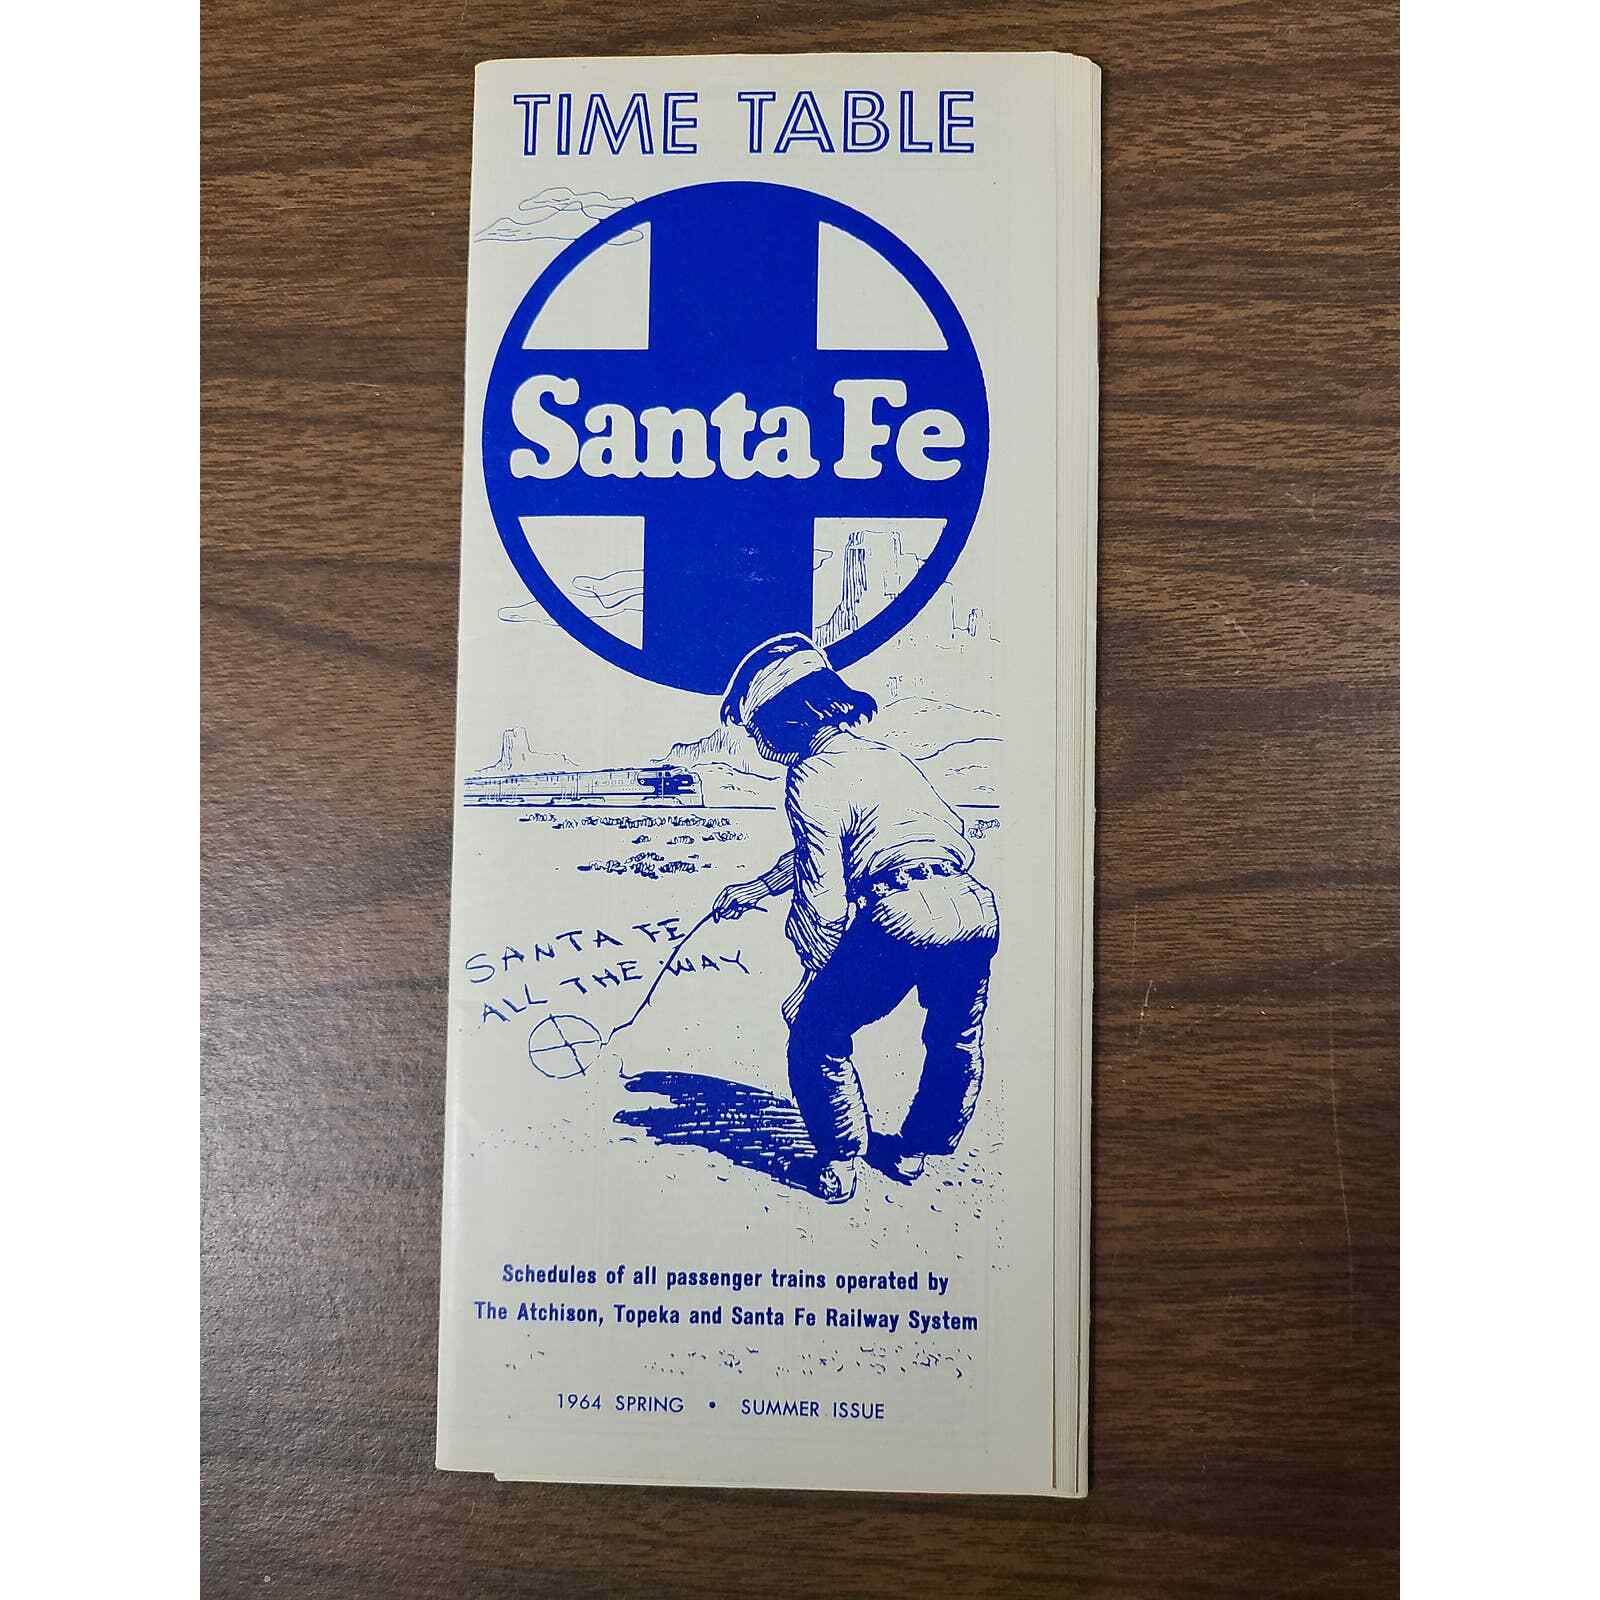 TIME TABLE
Santa Fe
SANTA FE
ALL THE WAY
Schedules of all passenger trains operated by
The Atchison, Topeka and Santa Fe Railway System
1964 SPRING • SUMMER ISSUE